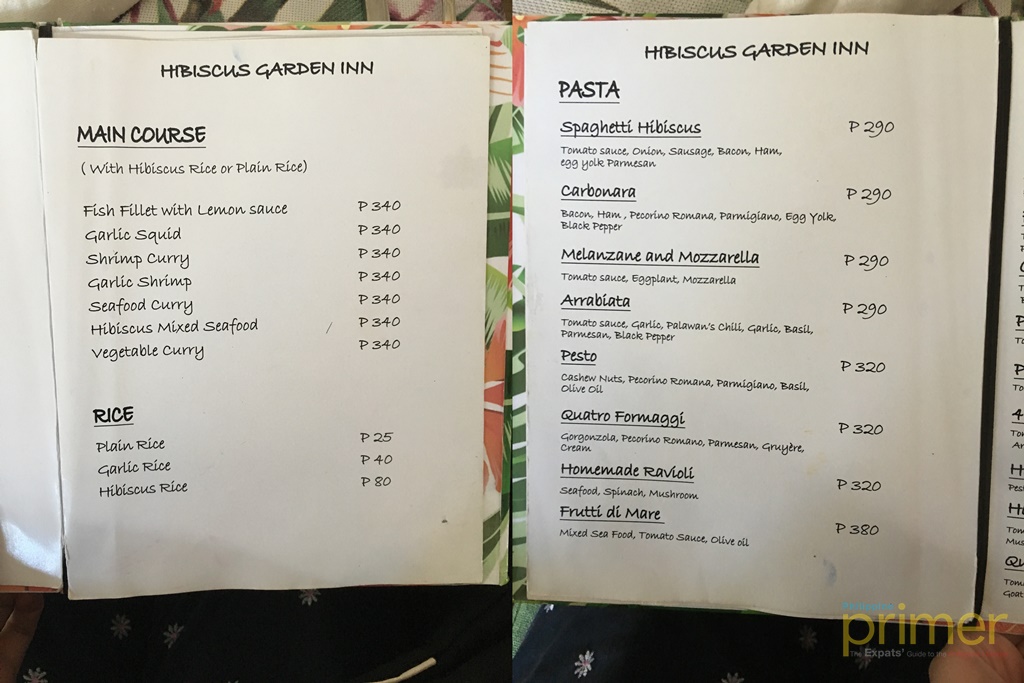 HIBISCUS GARDEN INN
MAIN COURSE
( With Hibiscus Rice or Plain Rice)
Fish Fillet with Lemon sauce P 340
Garlic Squid P 340
Shrimp Curry P 340
Garlic Shrimp P 340
Seafood Curry P 340
Hibiscus Mixed Seafood / P 340
Vegetable Curry P 340
RICE
Plain Rice P 25
Garlic Rice P 40
Hibiscus Rice P 80
HIBISCUS GARDEN INN
PASTA
Spaghetti Hibiscus P 290
Tomato sauce, Onion, Sausage, Bacon, Ham,
egg yolk Parmesan
Carbonara P 290
Bacon, Ham , Pecorino Romana, Parmigiano, Egg Yolk,
Black Pepper
Melanzane and Mozzarella P 290
Tomato sauce, Eggplant, Mozzarella
Arrabiata P 290
Tomato sauce, Garlic, Palawan's Chili, Garlic, Basil,
Parmesan, Black Pepper
Pesto P 320
Cashew Nuts, Pecorino Romana, Parmigiano, Basil,
Olive Oil
Quatro Formaggi P 320
Gorgonzola, Pecorino Romano, Parmesan, Gruyère,
Cream
Homemade Ravioli P 320
Seafood, Spinach, Mushroom
Frutti di Mare P 380
Mixed Sea Food, Tomato Sauce, Olive oil
primer
The Expats' Guide to the